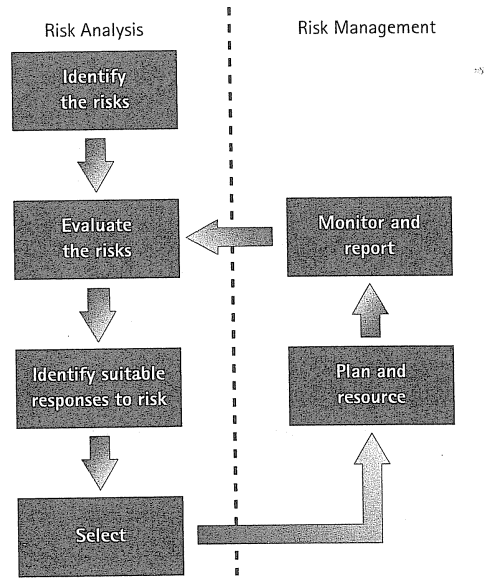 Risk Analysis
Risk Management
Identify
the risks
Evaluate
the risks
Monitor and
report
Identify suitable
responses to risk
Plan and
resource
Select